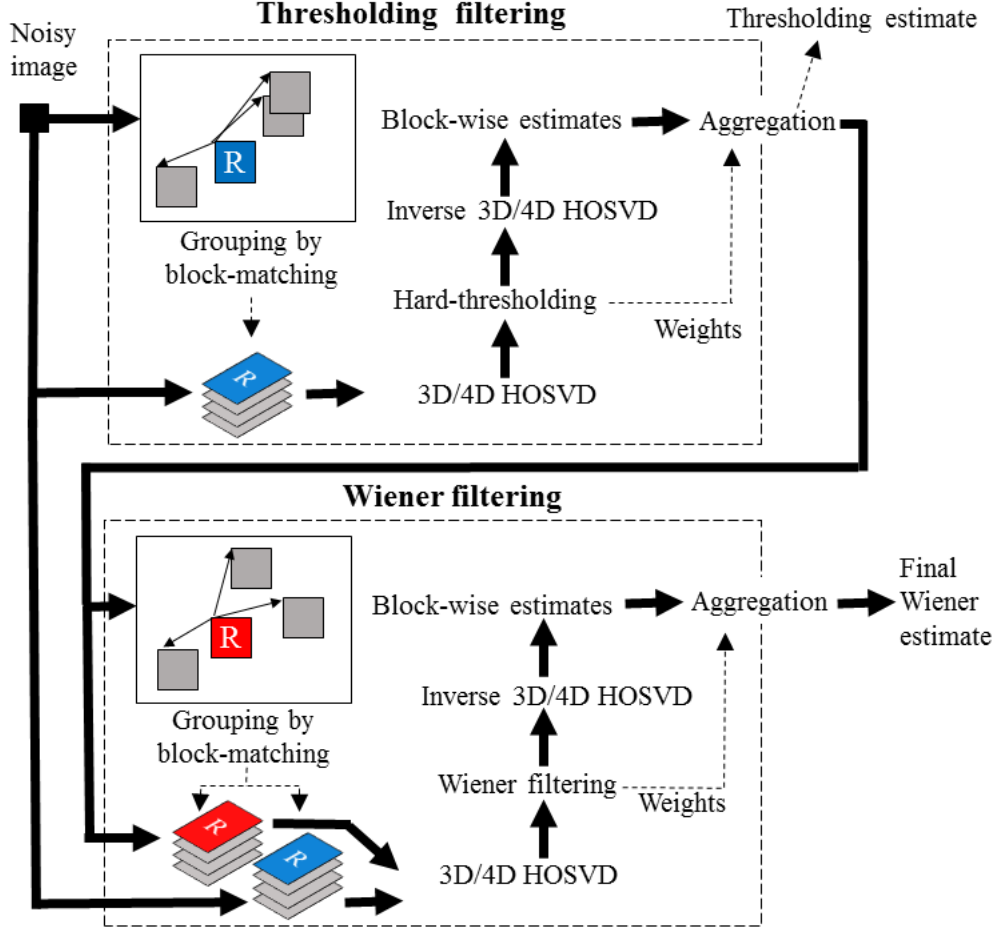 Thresholding filtering
Noisy
image
Thresholding estimate
R
Block-wise estimates
Aggregation
Inverse 3D/4D HOSVD
Grouping by
block-matching
Hard-thresholding
Weights
R
3D/4D HOSVD
Wiener filtering
R
Block-wise estimates
Aggregation
Final
Wiener
estimate
Inverse 3D/4D HOSVD
Grouping by
block-matching
Wiener filtering
Weights
R
R
3D/4D HOSVD